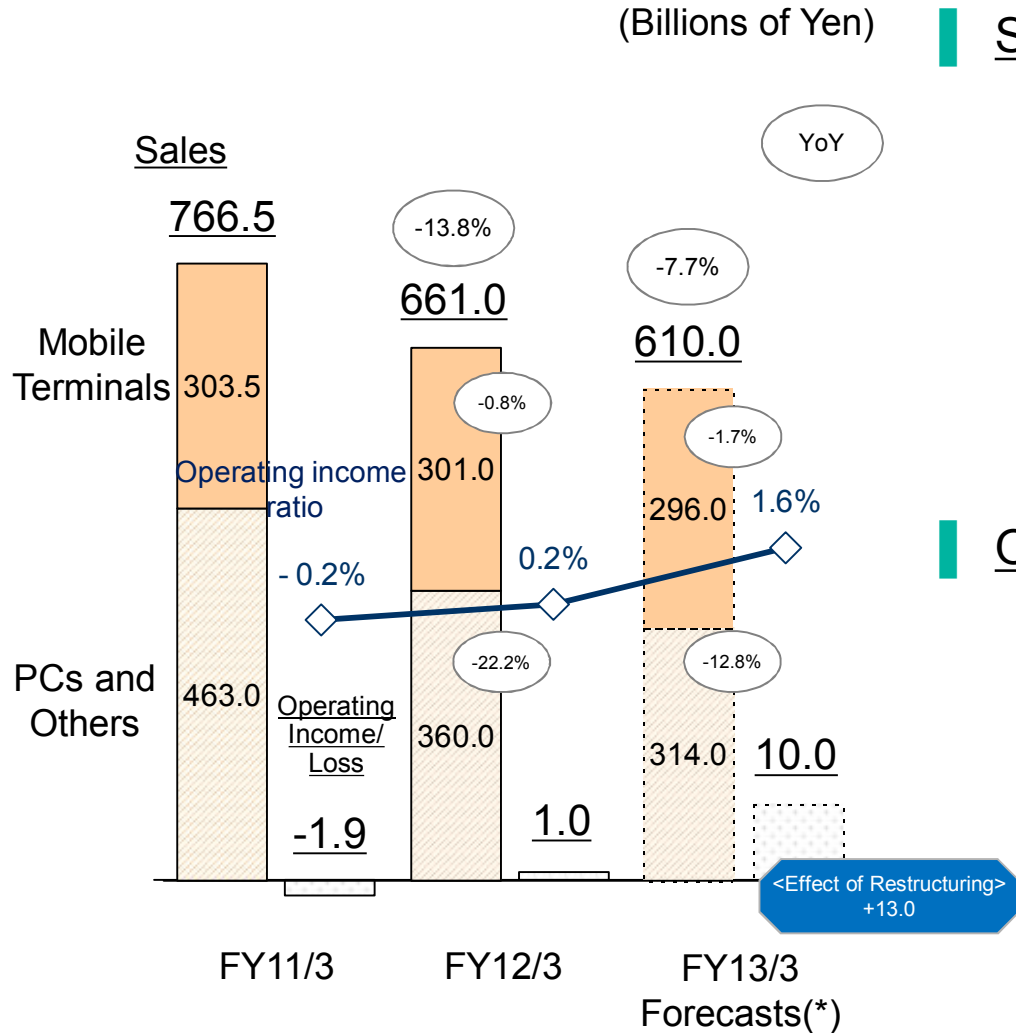 (Billions of Yen)
S
YoY
Sales
766.5
-13.8%
661.0
-7.7%
610.0
Mobile
Terminals
303.5
-0.8%
301.0
-1.7%
296.0
Operating income
ratio
- 0.2%
0.2%
1.6%
PCs and
Others
463.0
-22.2%
360.0
-12.8%
314.0
Operating
Income/
Loss
-1.9
1.0
10.0
<Effect of Restructuring>
+13.0
FY11/3
FY12/3
FY13/3
Forecasts(*)